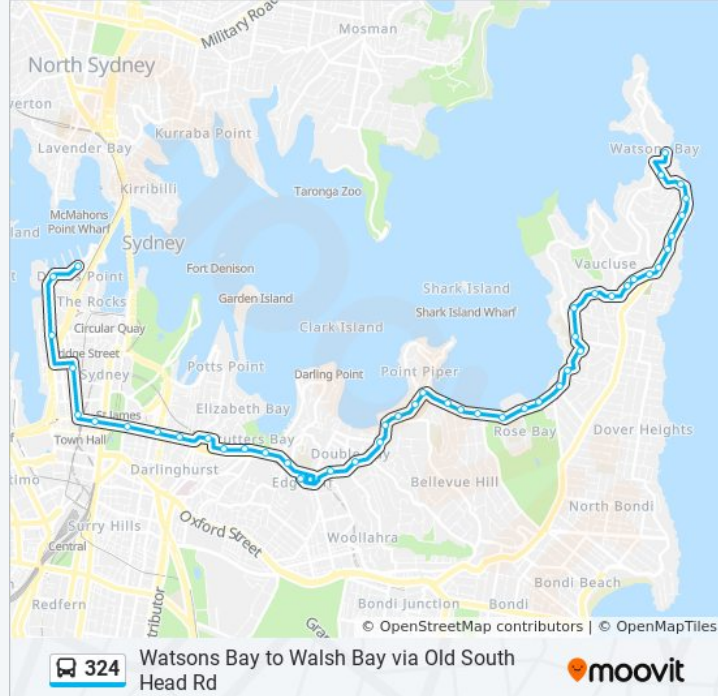 Military Road
Mosman
North Sydney
Kurraba Point
Lavender Bay
Watsons Bay
Kirribilli
Taronga Zoo
McMahons
Point Wharf
Sydney
Vaucluse
Fort Denison
The Rocks
Garden Island
Shark Island
Shark Island Wharf
Circular Quay
Clark Island
Sydney
Potts Point
Darling Point
Point Piper
Elizabeth Bay
St James
Town Hall
Rose Bay
Dover Heights
Darlinghurst
Bellevue Hill
North Bondi
Surry Hills
Oxford Street
Woollahra
Central
Bondi Beach
Redfern
Bondi Junction
Bondi
© OpenStreetMap contributors | © OpenMapTiles
324
Watsons Bay to Walsh Bay via Old South
Head Rd
moovit